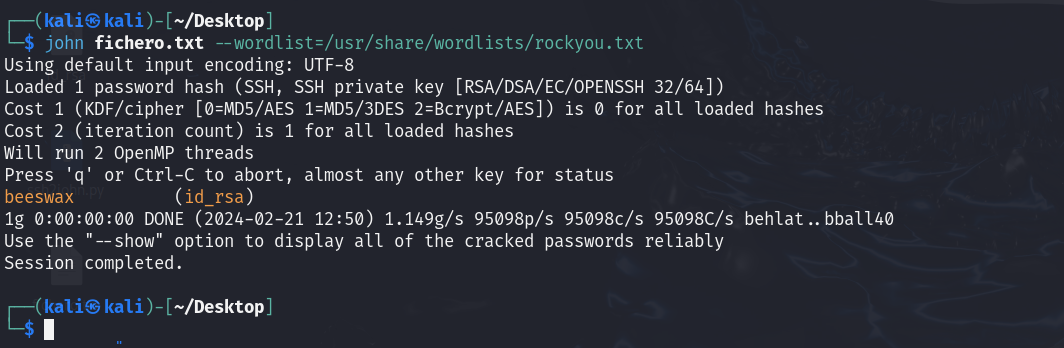 ┌──(kali㉿kali)-[~/Desktop]
└─$ john fichero.txt --wordlist=/usr/share/wordlists/rockyou.txt
Using default input encoding: UTF-8
Loaded 1 password hash (SSH, SSH private key [RSA/DSA/EC/OPENSSH 32/64])
Cost 1 (KDF/cipher [0=MD5/AES 1=MD5/3DES 2=Bcrypt/AES]) is 0 for all loaded hashes
Cost 2 (iteration count) is 1 for all loaded hashes
Will run 2 OpenMP threads
Press 'q' or Ctrl-C to abort, almost any other key for status
beeswax          (id_rsa)
1g 0:00:00:00 DONE (2024-02-21 12:50) 1.149g/s 95098p/s 95098c/s 95098C/s behlat..bball40
Use the "--show" option to display all of the cracked passwords reliably
Session completed.
┌──(kali㉿kali)-[~/Desktop]
└─$